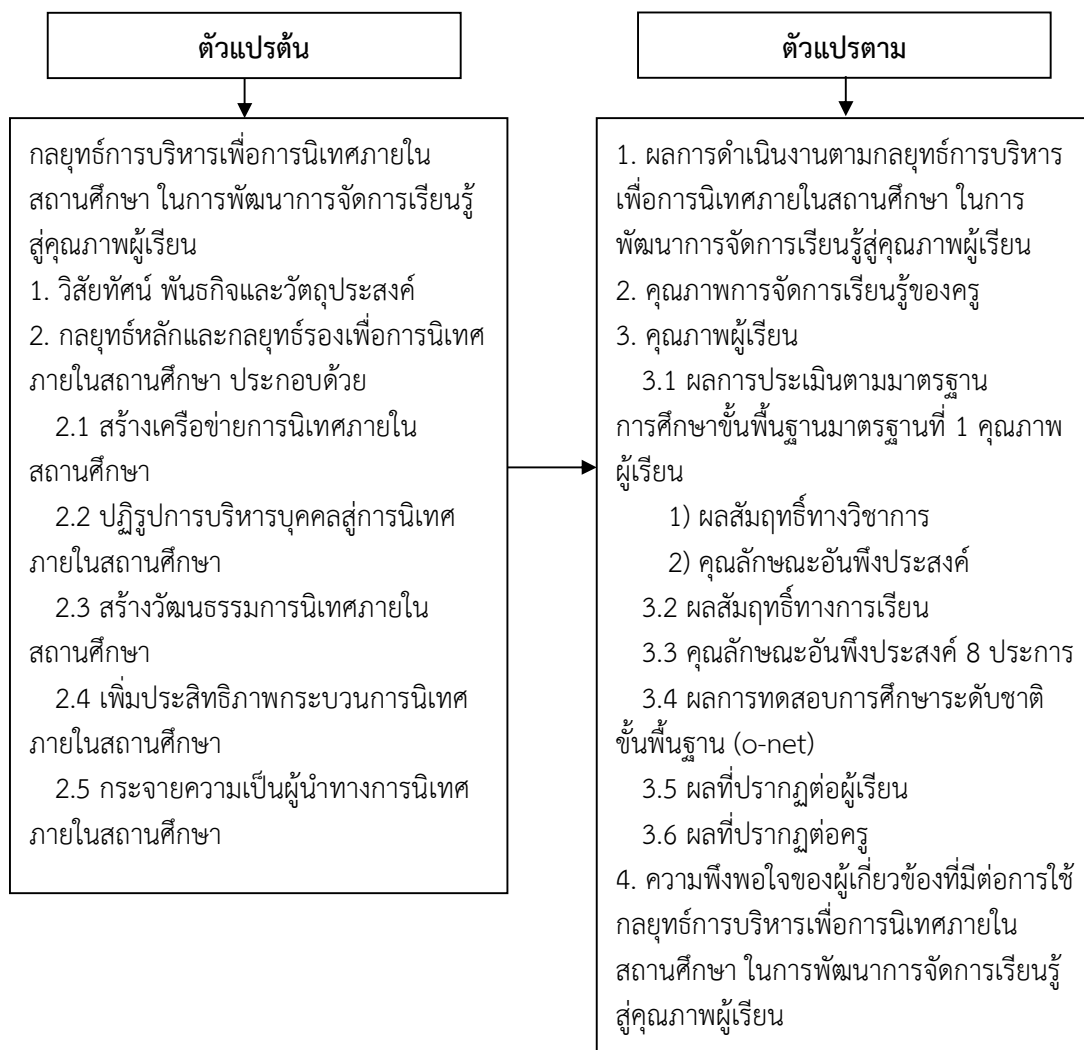 ตัวแปรต้น
กลยุทธ์การบริหารเพื่อการนิเทศภายใน
สถานศึกษา ในการพัฒนาการจัดการเรียนรู้
สู่คุณภาพผู้เรียน
1. วิสัยทัศน์ พันธกิจและวัตถุประสงค์
2. กลยุทธ์หลักและกลยุทธ์รองเพื่อการนิเทศ
ภายในสถานศึกษา ประกอบด้วย
2.1 สร้างเครือข่ายการนิเทศภายใน
สถานศึกษา
2.2 ปฏิรูปการบริหารบุคคลสู่การนิเทศ
ภายในสถานศึกษา
2.3 สร้างวัฒนธรรมการนิเทศภายใน
สถานศึกษา
2.4 เพิ่มประสิทธิภาพกระบวนการนิเทศ
ภายในสถานศึกษา
2.5 กระจายความเป็นผู้นำทางการนิเทศ
ภายในสถานศึกษา
ตัวแปรตาม
1. ผลการดำเนินงานตามกลยุทธ์การบริหาร
เพื่อการนิเทศภายในสถานศึกษา ในการ
พัฒนาการจัดการเรียนรู้สู่คุณภาพผู้เรียน
2. คุณภาพการจัดการเรียนรู้ของครู
3. คุณภาพผู้เรียน
3.1 ผลการประเมินตามมาตรฐาน
การศึกษาขั้นพื้นฐานมาตรฐานที่ 1 คุณภาพ
ผู้เรียน
1) ผลสัมฤทธิ์ทางวิชาการ
2) คุณลักษณะอันพึงประสงค์
3.2 ผลสัมฤทธิ์ทางการเรียน
3.3 คุณลักษณะอันพึงประสงค์ 8 ประการ
3.4 ผลการทดสอบการศึกษาระดับชาติ
ขั้นพื้นฐาน (o-net)
3.5 ผลที่ปรากฏต่อผู้เรียน
3.6 ผลที่ปรากฏต่อครู
4. ความพึงพอใจของผู้เกี่ยวข้องที่มีต่อการใช้
กลยุทธ์การบริหารเพื่อการนิเทศภายใน
สถานศึกษา ในการพัฒนาการจัดการเรียนรู้
สู่คุณภาพผู้เรียน